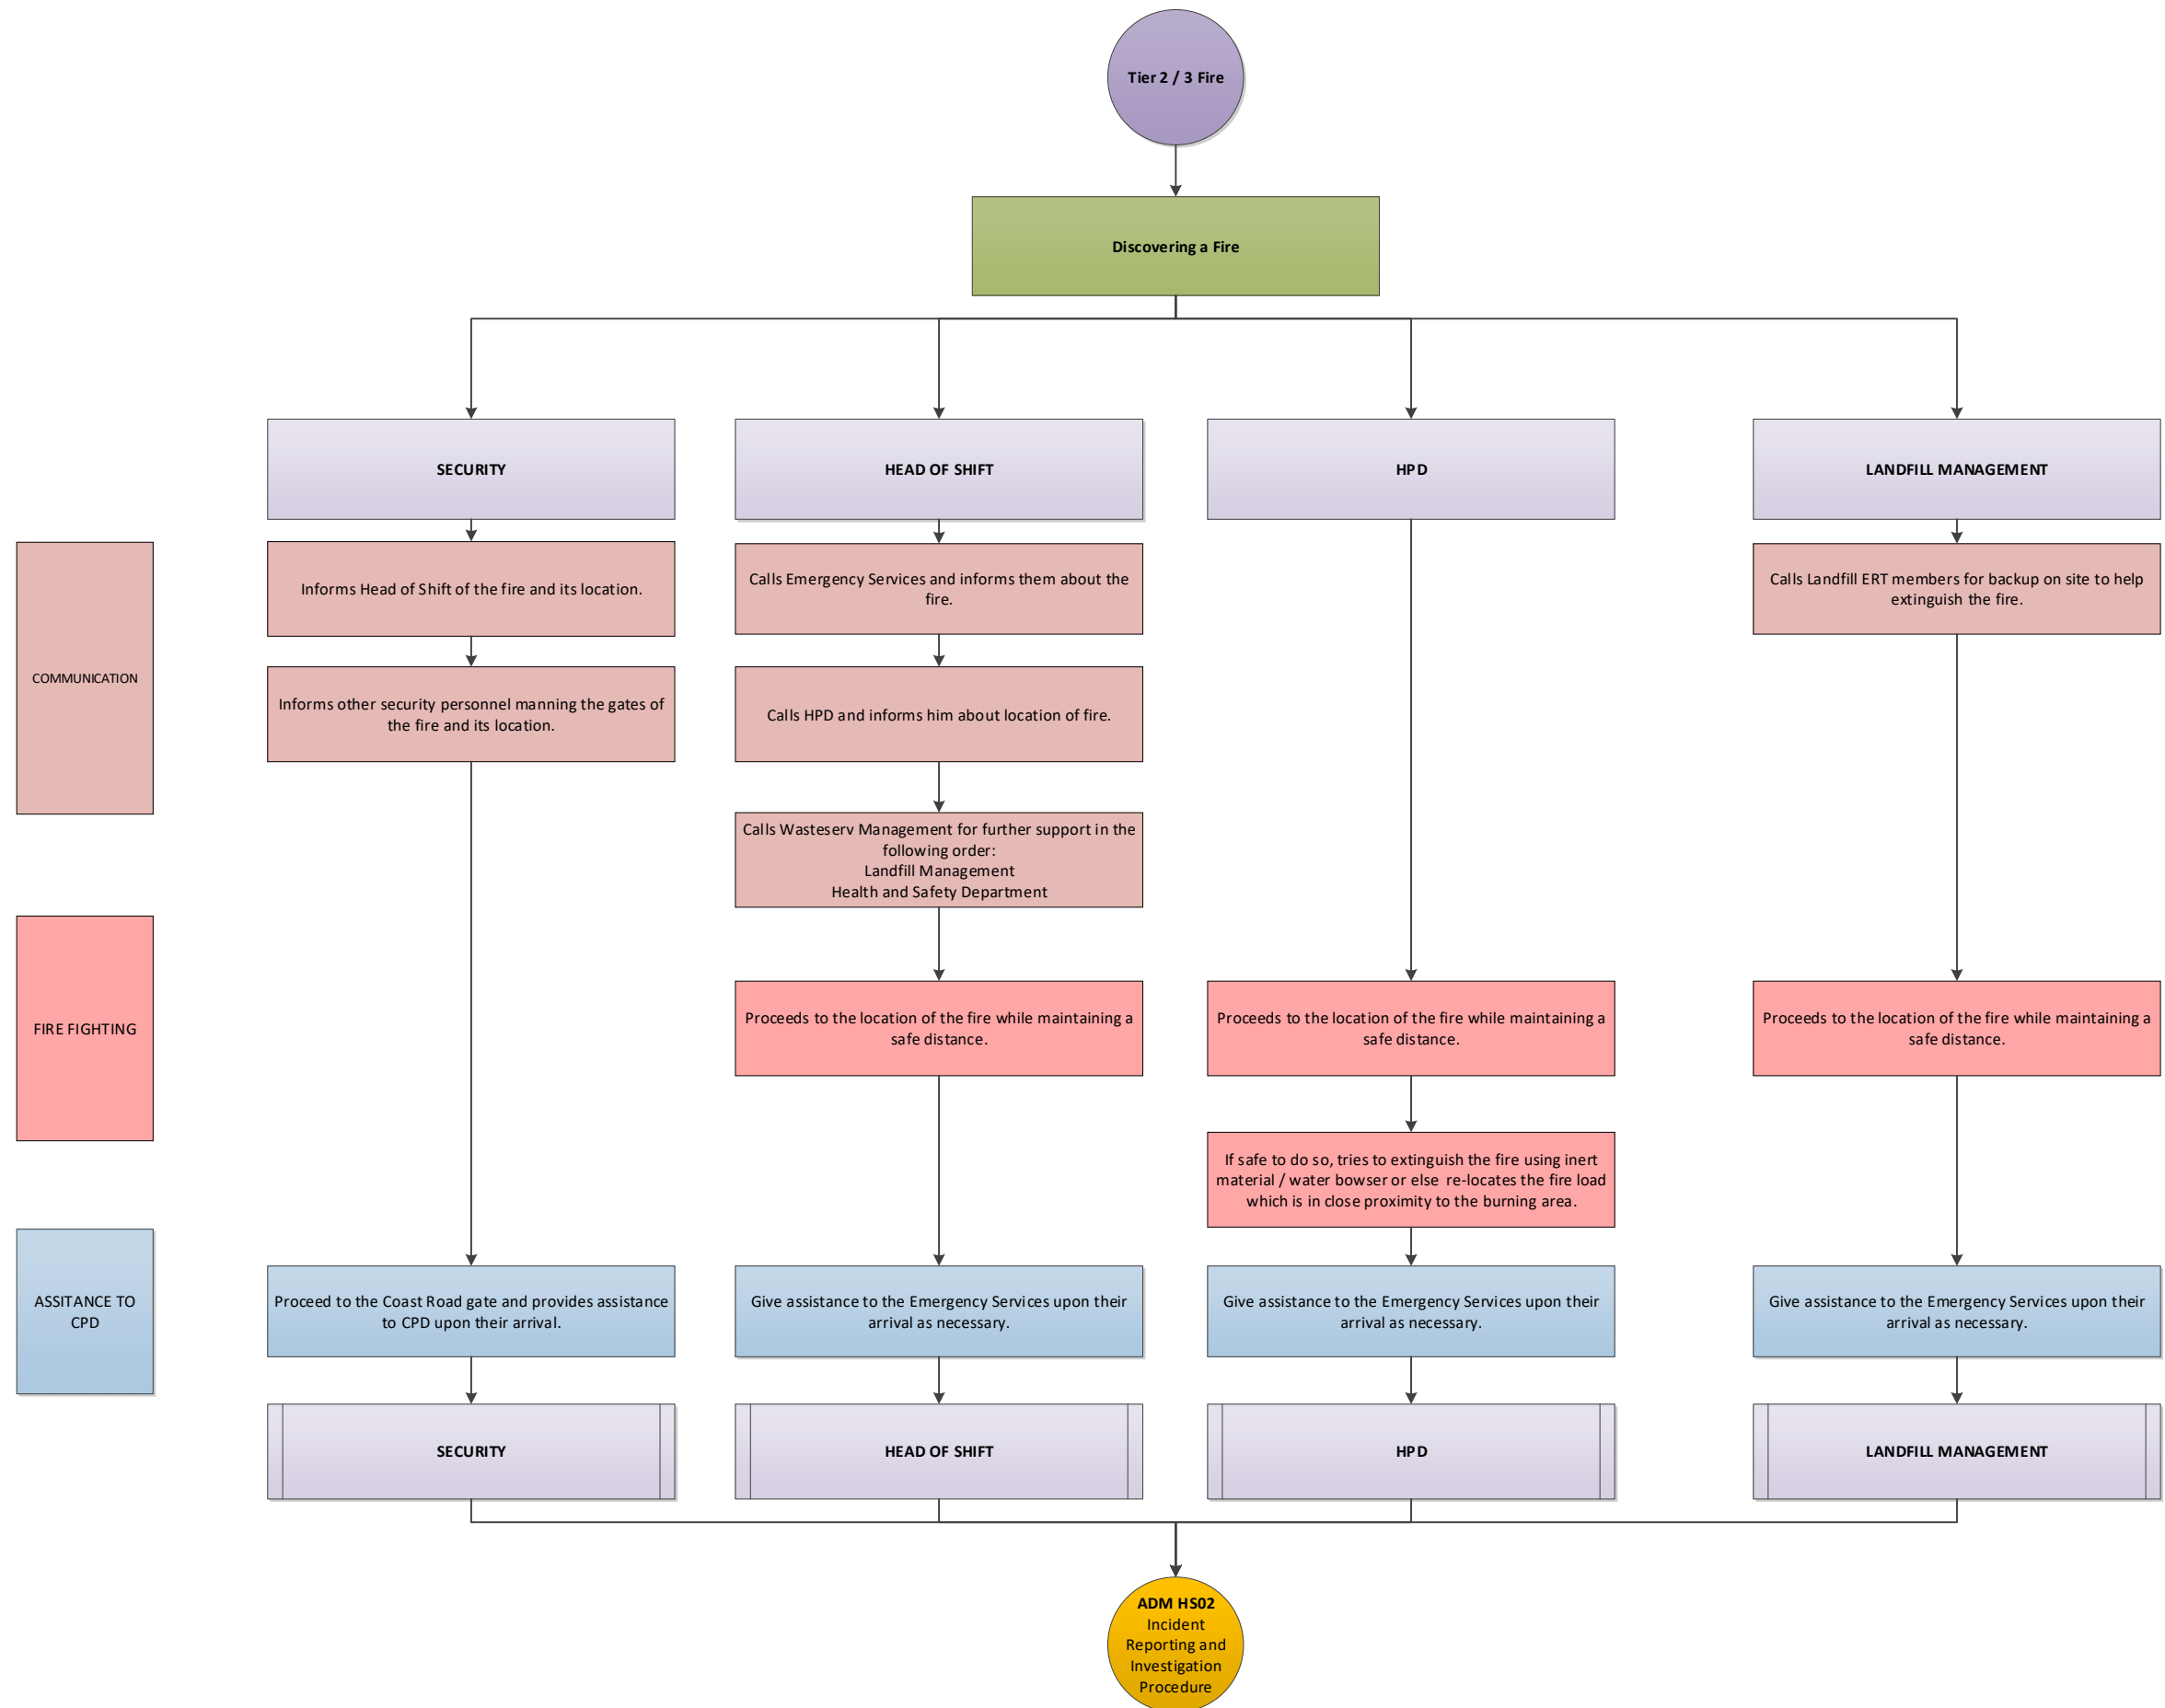 Tier 2 / 3 Fire
Discovering a Fire
SECURITY
HEAD OF SHIFT
HPD
LANDFILL MANAGEMENT
COMMUNICATION
Informs Head of Shift of the fire and its location.
Calls Emergency Services and informs them about the
fire.
Calls Landfill ERT members for backup on site to help
extinguish the fire.
Informs other security personnel manning the gates of
the fire and its location.
Calls HPD and informs him about location of fire.
Calls Wasteserv Management for further support in the
following order:
Landfill Management
Health and Safety Department
FIRE FIGHTING
Proceeds to the location of the fire while maintaining a
safe distance.
Proceeds to the location of the fire while maintaining a
safe distance.
Proceeds to the location of the fire while maintaining a
safe distance.
If safe to do so, tries to extinguish the fire using inert
material / water bowser or else re-locates the fire load
which is in close proximity to the burning area.
ASSITANCE TO
CPD
Proceed to the Coast Road gate and provides assistance
to CPD upon their arrival.
Give assistance to the Emergency Services upon their
arrival as necessary.
Give assistance to the Emergency Services upon their
arrival as necessary.
Give assistance to the Emergency Services upon their
arrival as necessary.
SECURITY
HEAD OF SHIFT
HPD
LANDFILL MANAGEMENT
ADM HS02
Incident
Reporting and
Investigation
Procedure